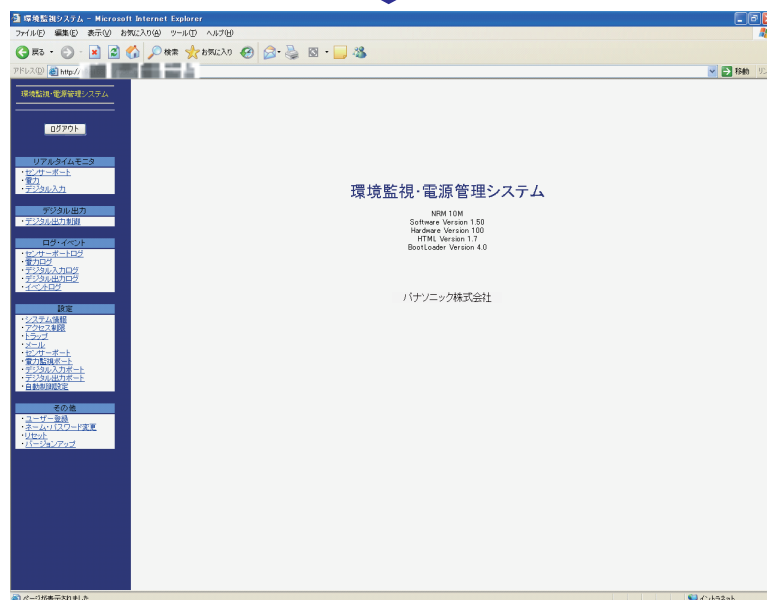 環境監視システム - Microsoft Internet Explorer
ファイル(F) 編集(E) 表示(V) お気に入り(A) ツール(T) ヘルプ(H)
戻る 検索 お気に入り
アドレス(D) http:// 移動
環境監視・電源管理システム
ログアウト
リアルタイムモニタ
・センサーポート
・電力
・デジタル入力
デジタル出力
・デジタル出力制御
ログ・イベント
・センサーポートログ
・電力ログ
・デジタル入力ログ
・デジタル出力ログ
・イベントログ
設定
・システム情報
・アクセス制限
・トラップ
・メール
・センサーポート
・電力監視ポート
・デジタル入力ポート
・デジタル出力ポート
・自動制御設定
その他
・ユーザー登録
・ネーム・パスワード変更
・リセット
・バージョンアップ
環境監視・電源管理システム
NRM 10M
Software Version 1.50
Hardware Version 100
HTML Version 1.7
BootLoader Version 4.0
パナソニック株式会社
ページが表示されました
イントラネット